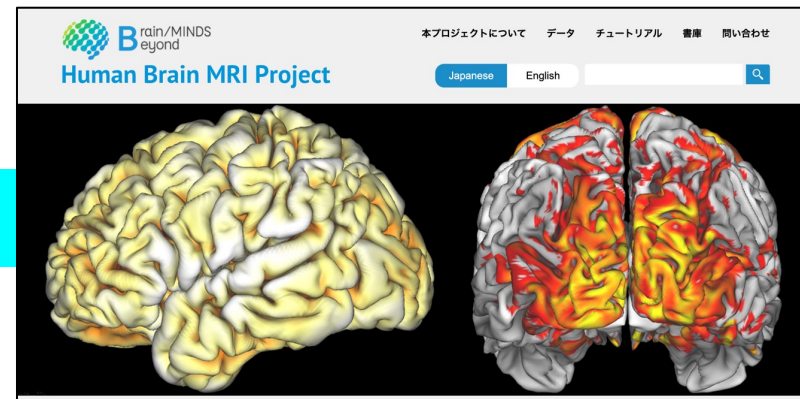 Brain/MINDS
Beyond
Human Brain MRI Project
本プロジェクトについて データ チュートリアル 書庫 問い合わせ
Japanese English